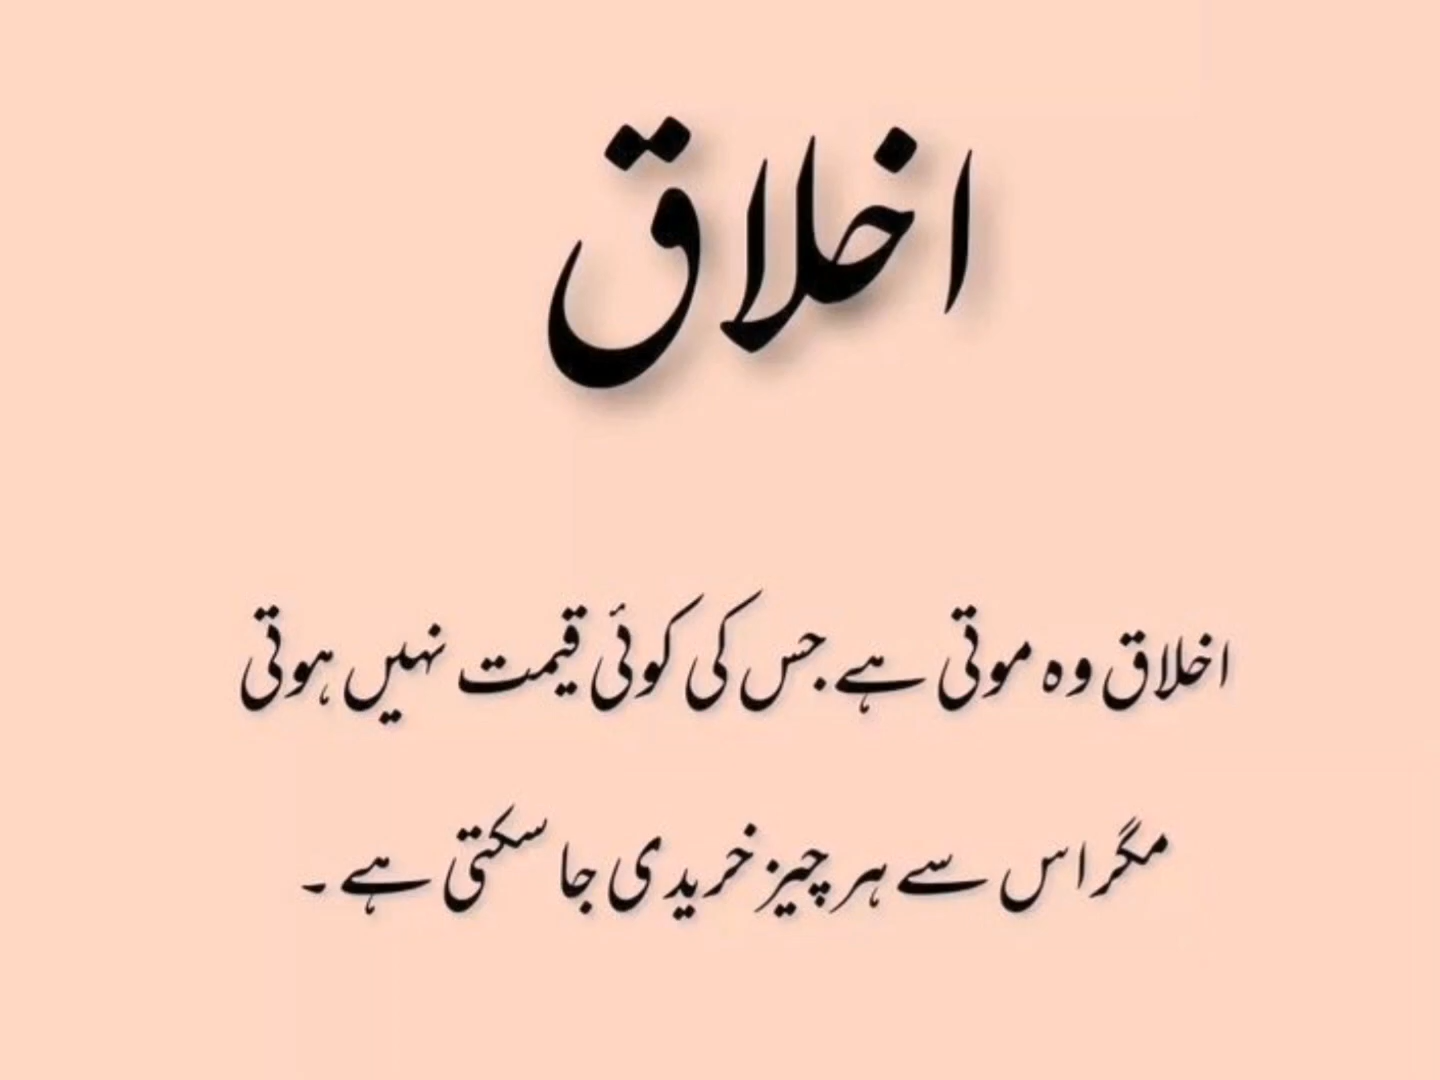 اخلاق
اخلاق وہ موتی ہے جس کی کوئی قیمت نہیں ہوتی
مگر اس سے ہر چیز خریدی جا سکتی ہے ۔